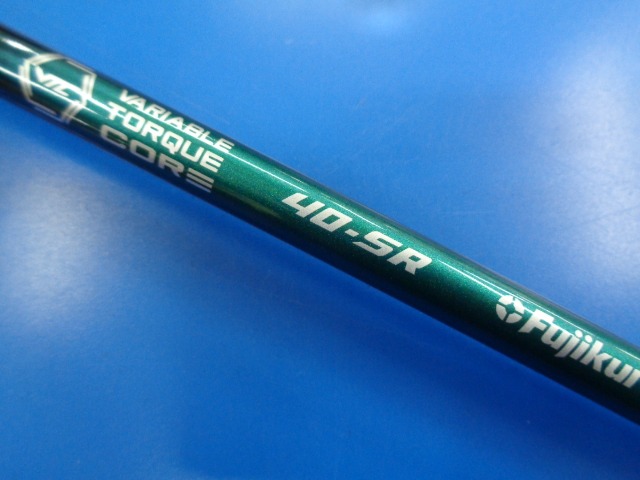 VTC
VARIABLE
TORQUE
CORE
40-SR
Fujikur